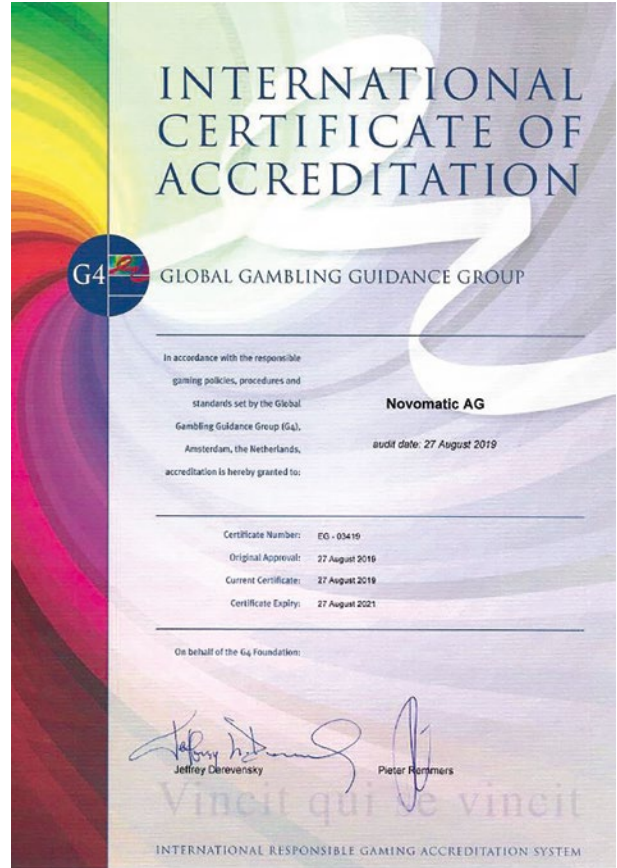 INTERNATIONAL
CERTIFICATE OF
ACCREDITATION
G4
GLOBAL GAMBLING GUIDANCE GROUP
In accordance with the responsible
gaming policies, procedures and
standards set by the Global
Gambling Guidance Group (G4),
Amsterdam, the Netherlands,
accreditation is hereby granted to:
Novomatic AG
audit date: 27 August 2019
Certificate Number: EG - 03419
Original Approval: 27 August 2019
Current Certificate: 27 August 2019
Certificate Expiry: 27 August 2021
On behalf of the G4 Foundation:
Jeffrey Derevensky
Pieter Remmers
Vincit qui se vincit
INTERNATIONAL RESPONSIBLE GAMING ACCREDITATION SYSTEM